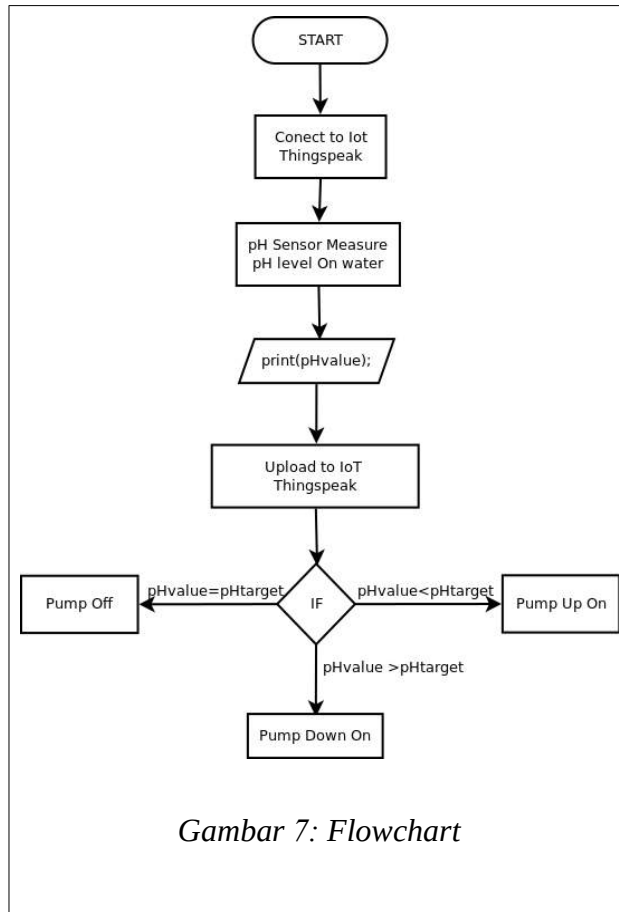 START
Conect to Iot
Thingspeak
pH Sensor Measure
pH level On water
print(pHvalue);
Upload to IoT
Thingspeak
Pump Off
pHvalue=pHtarget
IF
pHvalue<pHtarget
Pump Up On
pHvalue >pHtarget
Pump Down On
Gambar 7: Flowchart